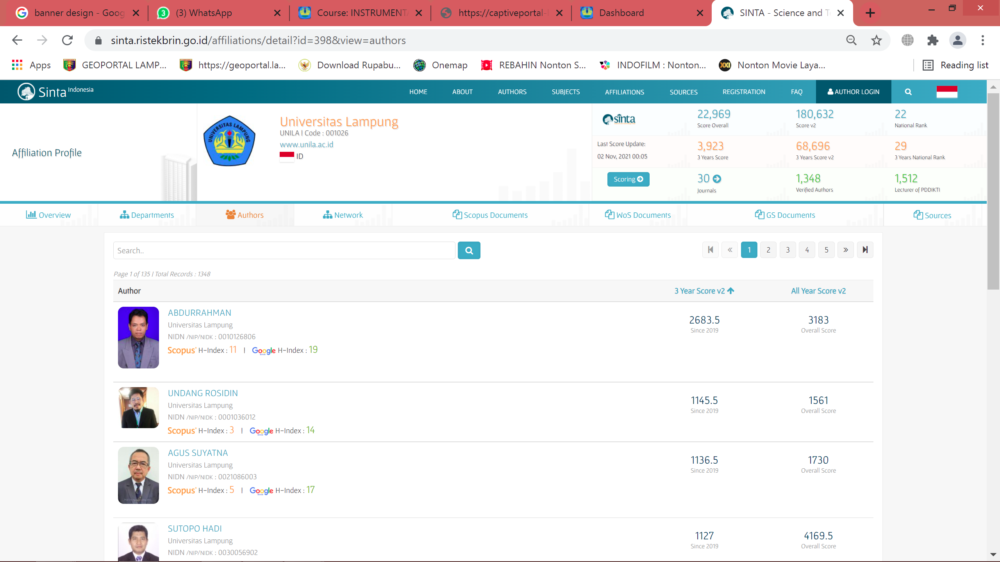 banner design - Goog
(3) WhatsApp
Course: INSTRUMENTA
https://captiveportal-l
Dashboard
SINTA - Science and T
sinta.ristekbrin.go.id/affiliations/detail?id=398&view=authors
Apps
GEOPORTAL LAMP...
https://geoportal.la...
Download Rupabu...
Onemap
REBAHIN Nonton S...
INDOFILM : Nonton...
Nonton Movie Laya...
Reading list
Sinta Indonesia
HOME
ABOUT
AUTHORS
SUBJECTS
AFFILIATIONS
SOURCES
REGISTRATION
FAQ
AUTHOR LOGIN
Affiliation Profile
UNIVERSITAS LAMPUNG
Universitas Lampung
UNILA | Code : 001026
www.unila.ac.id
ID
sinta
22,969
Score Overall
180,632
Score v2
22
National Rank
Last Score Update:
02 Nov, 2021 00:05
3,923
3 Years Score
68,696
3 Years Score v2
29
3 Years National Rank
Scoring
30
Journals
1,348
Verified Authors
1,512
Lecturer of PDDIKTI
Overview
Departments
Authors
Network
Scopus Documents
WoS Documents
GS Documents
Sources
Search..
1 2 3 4 5
Page 1 of 135 | Total Records : 1348
Author
3 Year Score v2
All Year Score v2
ABDURRAHMAN
Universitas Lampung
NIDN /NIP/NIDK : 0010126806
Scopus H-Index : 11 | Google H-Index : 19
2683.5
Since 2019
3183
Overall Score
UNDANG ROSIDIN
Universitas Lampung
NIDN /NIP/NIDK : 0001036012
Scopus H-Index : 3 | Google H-Index : 14
1145.5
Since 2019
1561
Overall Score
AGUS SUYATNA
Universitas Lampung
NIDN /NIP/NIDK : 0021086003
Scopus H-Index : 5 | Google H-Index : 17
1136.5
Since 2019
1730
Overall Score
SUTOPO HADI
Universitas Lampung
NIDN /NIP/NIDK : 0030056902
1127
Since 2019
4169.5
Overall Score